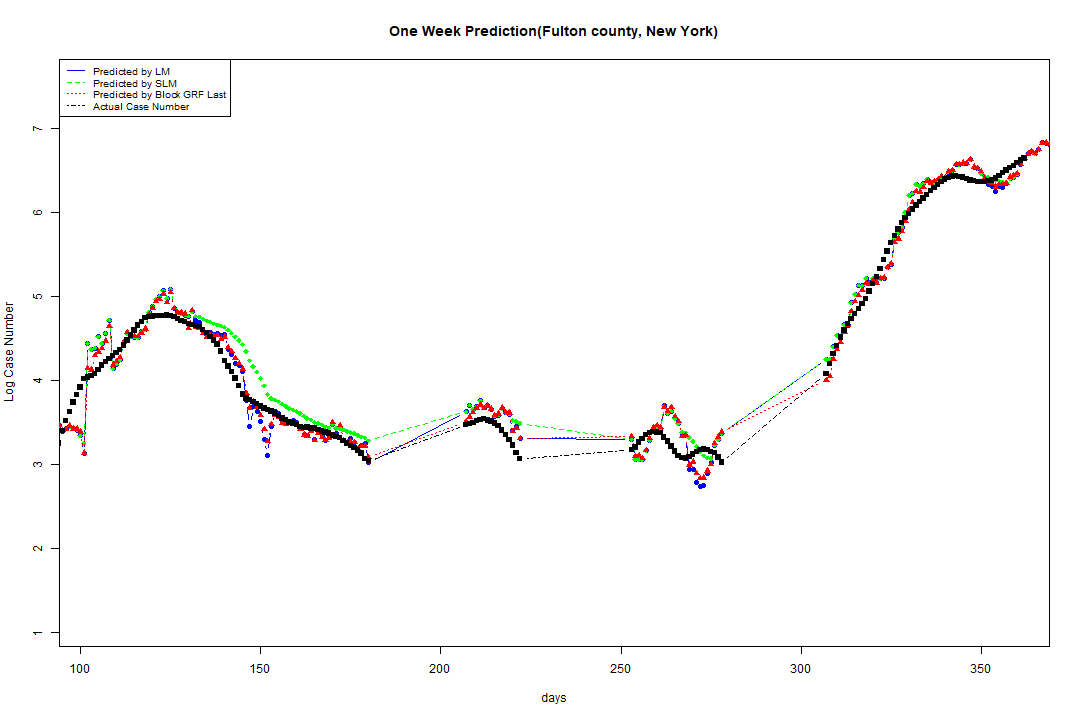 One Week Prediction(Fulton county, New York)
Predicted by LM
Predicted by SLM
Predicted by Block GRF Last
Actual Case Number
7
6
5
4
3
2
1
Log Case Number
100 150 200 250 300 350
days